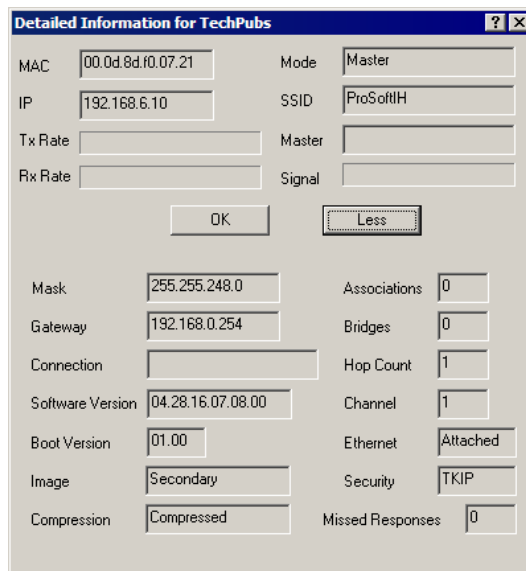 Detailed Information for TechPubs
MAC 00.0d.8d.f0.07.21 Mode Master
IP 192.168.6.10 SSID ProSoftIH
Tx Rate Master
Rx Rate Signal
OK Less
Mask 255.255.248.0 Associations 0
Gateway 192.168.0.254 Bridges 0
Connection Hop Count 1
Software Version 04.28.16.07.08.00 Channel 1
Boot Version 01.00 Ethernet Attached
Image Secondary Security TKIP
Compression Compressed Missed Responses 0